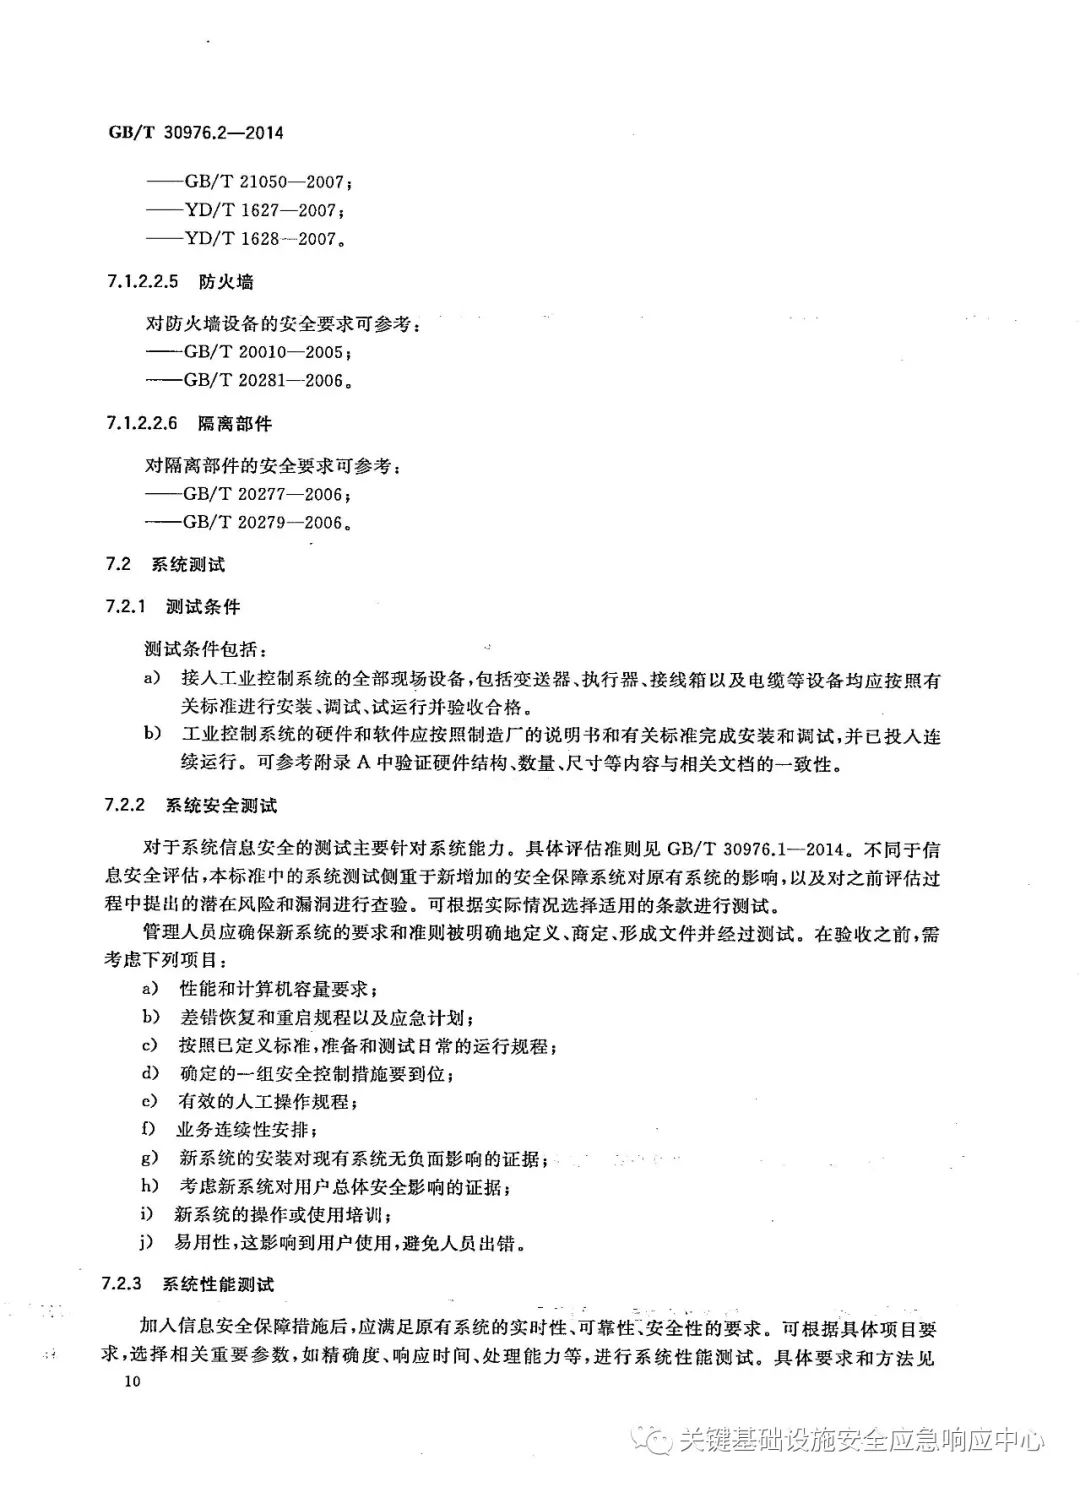 GB/T 30976.2—2014
——GB/T 21050—2007；
——YD/T 1627—2007；
——YD/T 1628—2007。
7.1.2.2.5 防火墙
对防火墙设备的安全要求可参考：
——GB/T 20010—2005；
——GB/T 20281—2006。
7.1.2.2.6 隔离部件
对隔离部件的安全要求可参考：
——GB/T 20277—2006；
——GB/T 20279—2006。
7.2 系统测试
7.2.1 测试条件
测试条件包括：
a） 接入工业控制系统的全部现场设备，包括变送器、执行器、接线箱以及电缆等设备均应按照有
关标准进行安装、调试、试运行并验收合格。
b） 工业控制系统的硬件和软件应按照制造厂的说明书和有关标准完成安装和调试，并已投入连
续运行。可参考附录 A 中验证硬件结构、数量、尺寸等内容与相关文档的一致性。
7.2.2 系统安全测试
对于系统信息安全的测试主要针对系统能力。具体评估准则见 GB/T 30976.1—2014。不同于信
息安全评估，本标准中的系统测试侧重于新增加的安全保障系统对原有系统的影响，以及对之前评估过
程中提出的潜在风险和漏洞进行查验。可根据实际情况选择适用的条款进行测试。
管理人员应确保新系统的要求和准则被明确地定义、商定、形成文件并经过测试。在验收之前，需
考虑下列项目：
a） 性能和计算机容量要求；
b） 差错恢复和重启规程以及应急计划；
c） 按照已定义标准，准备和测试日常的运行规程；
d） 确定的一组安全控制措施要到位；
e） 有效的人工操作规程；
f） 业务连续性安排；
g） 新系统的安装对现有系统无负面影响的证据；
h） 考虑新系统对用户总体安全影响的证据；
i） 新系统的操作或使用培训；
j） 易用性，这影响到用户使用，避免人员出错。
7.2.3 系统性能测试
加入信息安全保障措施后，应满足原有系统的实时性、可靠性、安全性的要求。可根据具体项目要
求，选择相关重要参数，如精确度、响应时间、处理能力等，进行系统性能测试。具体要求和方法见
10
关键基础设施安全应急响应中心